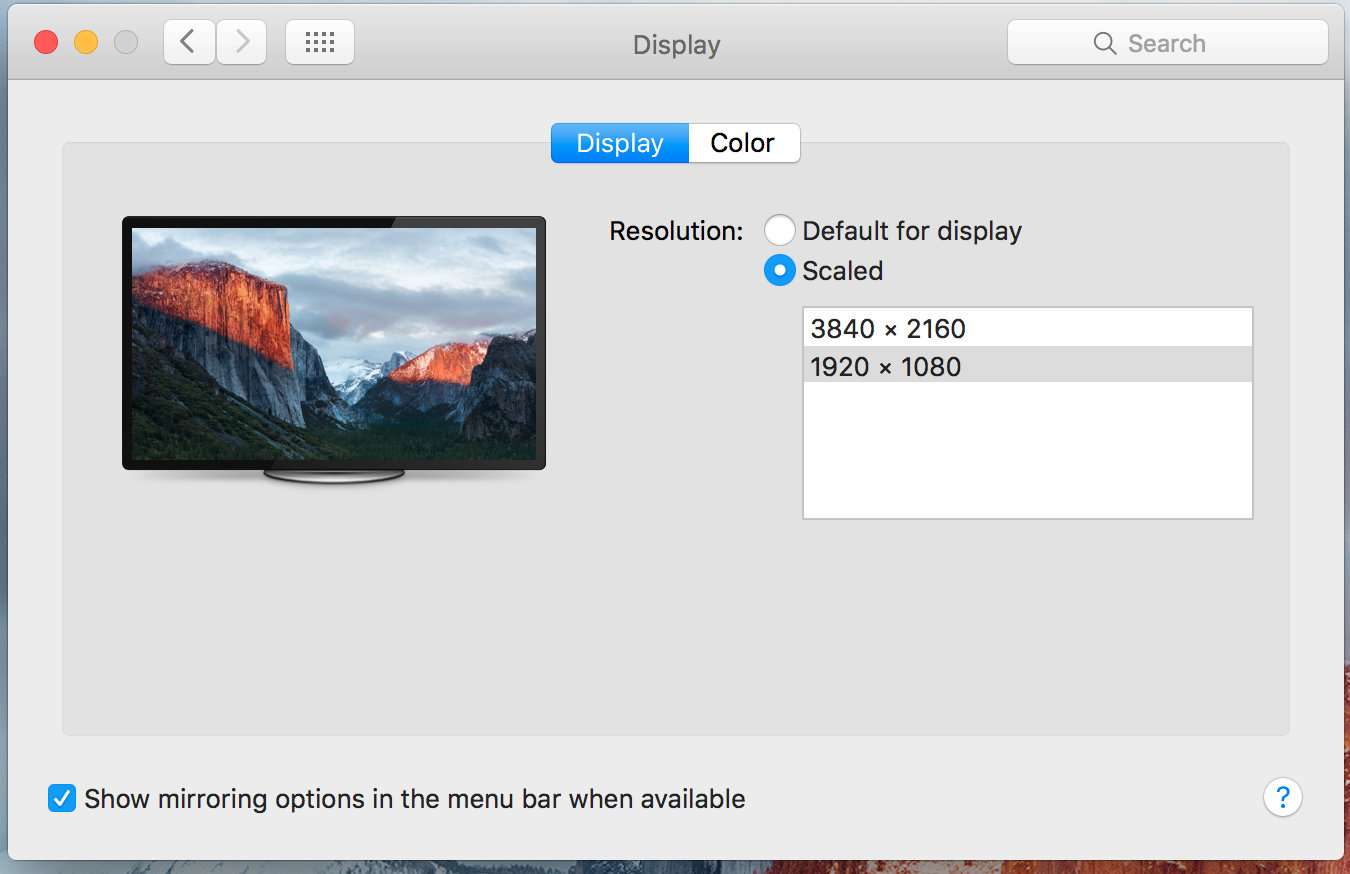 Display
Search
Display Color
Resolution: Default for display
Scaled
3840 × 2160
1920 × 1080
Show mirroring options in the menu bar when available
?